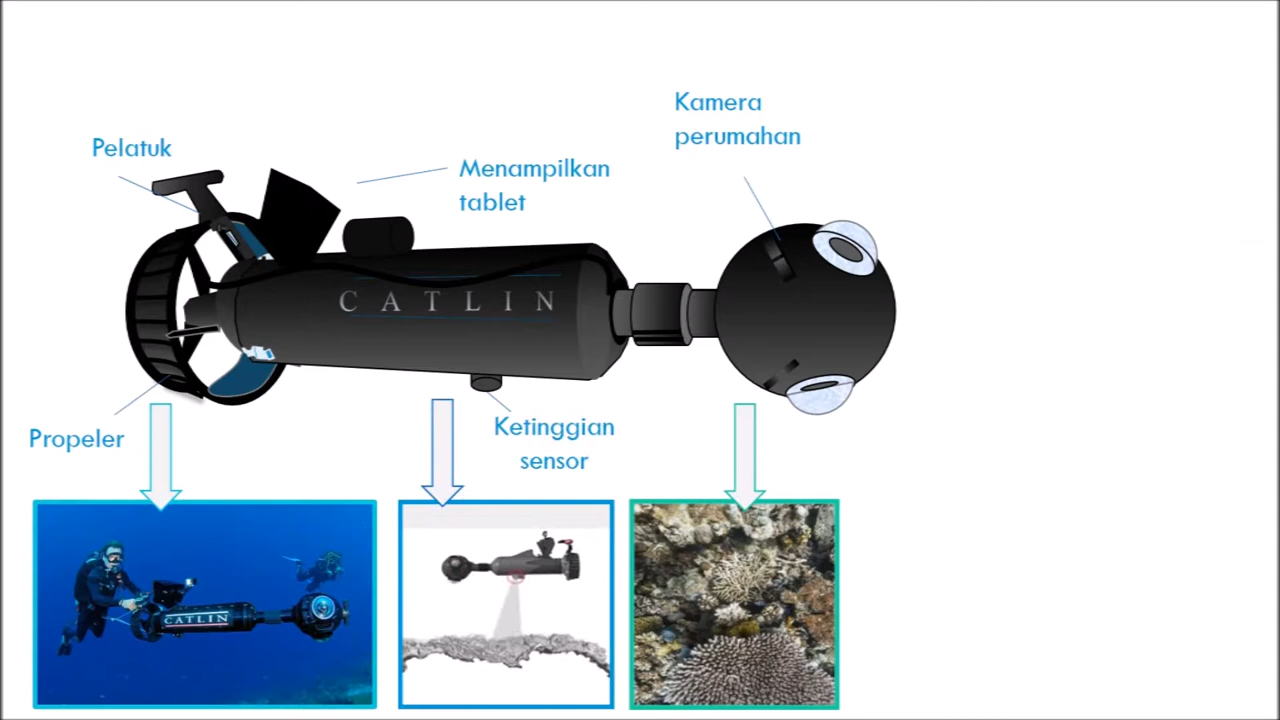 Kamera
perumahan
Pelatuk
Menampilkan
tablet
CATLIN
Propeler
Ketinggian
sensor
CATLIN